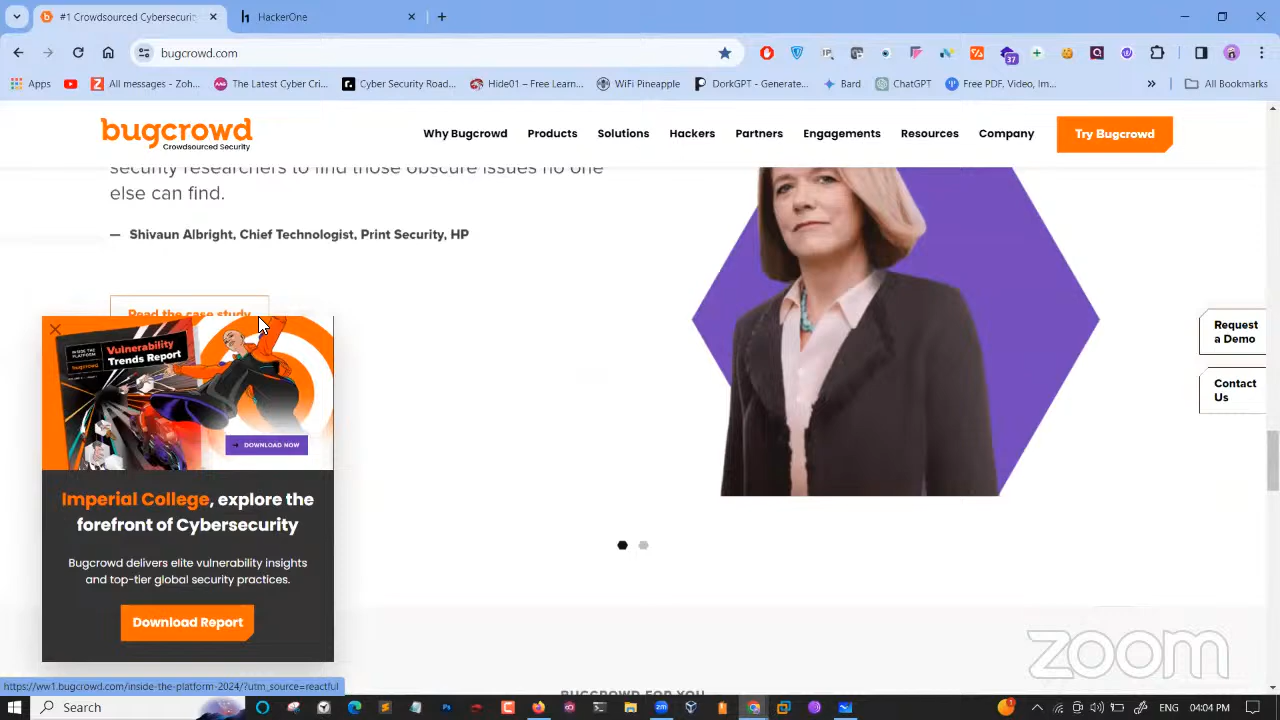 #1 Crowdsourced Security
HackerOne
bugcrowd.com
Apps
All messages - Zoh...
The Latest Cyber Cri...
Cyber Security Road...
Hide01 - Free Learn...
WiFi Pineapple
DorkGPT - Generate...
Bard
ChatGPT
Free PDF, Video, Im...
»
All Bookmarks
37
bugcrowd
Crowdsourced Security
Why Bugcrowd
Products
Solutions
Hackers
Partners
Engagements
Resources
Company
Try Bugcrowd
security researchers to find those obscure issues no one
else can find.
— Shivaun Albright, Chief Technologist, Print Security, HP
Read the case study
Request
a Demo
Contact
Us
INSIDE THE
PLATFORM
Vulnerability
Trends Report
bugcrowd
DOWNLOAD NOW
Imperial College, explore the
forefront of Cybersecurity
Bugcrowd delivers elite vulnerability insights
and top-tier global security practices.
Download Report
zoom
https://ww1.bugcrowd.com/inside-the-platform-2024/?utm_source=reactful
BUGCROWD FOR YOU
Search
ENG
04:04 PM